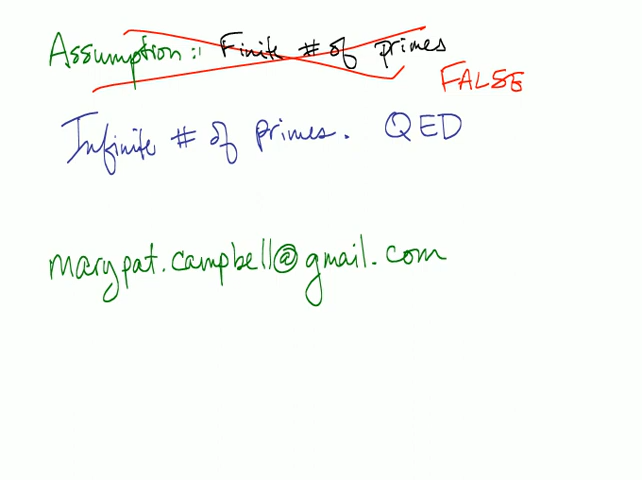 Assumption: Finite # of primes
FALSE
Infinite # of primes. QED
marypat.campbell@gmail.com